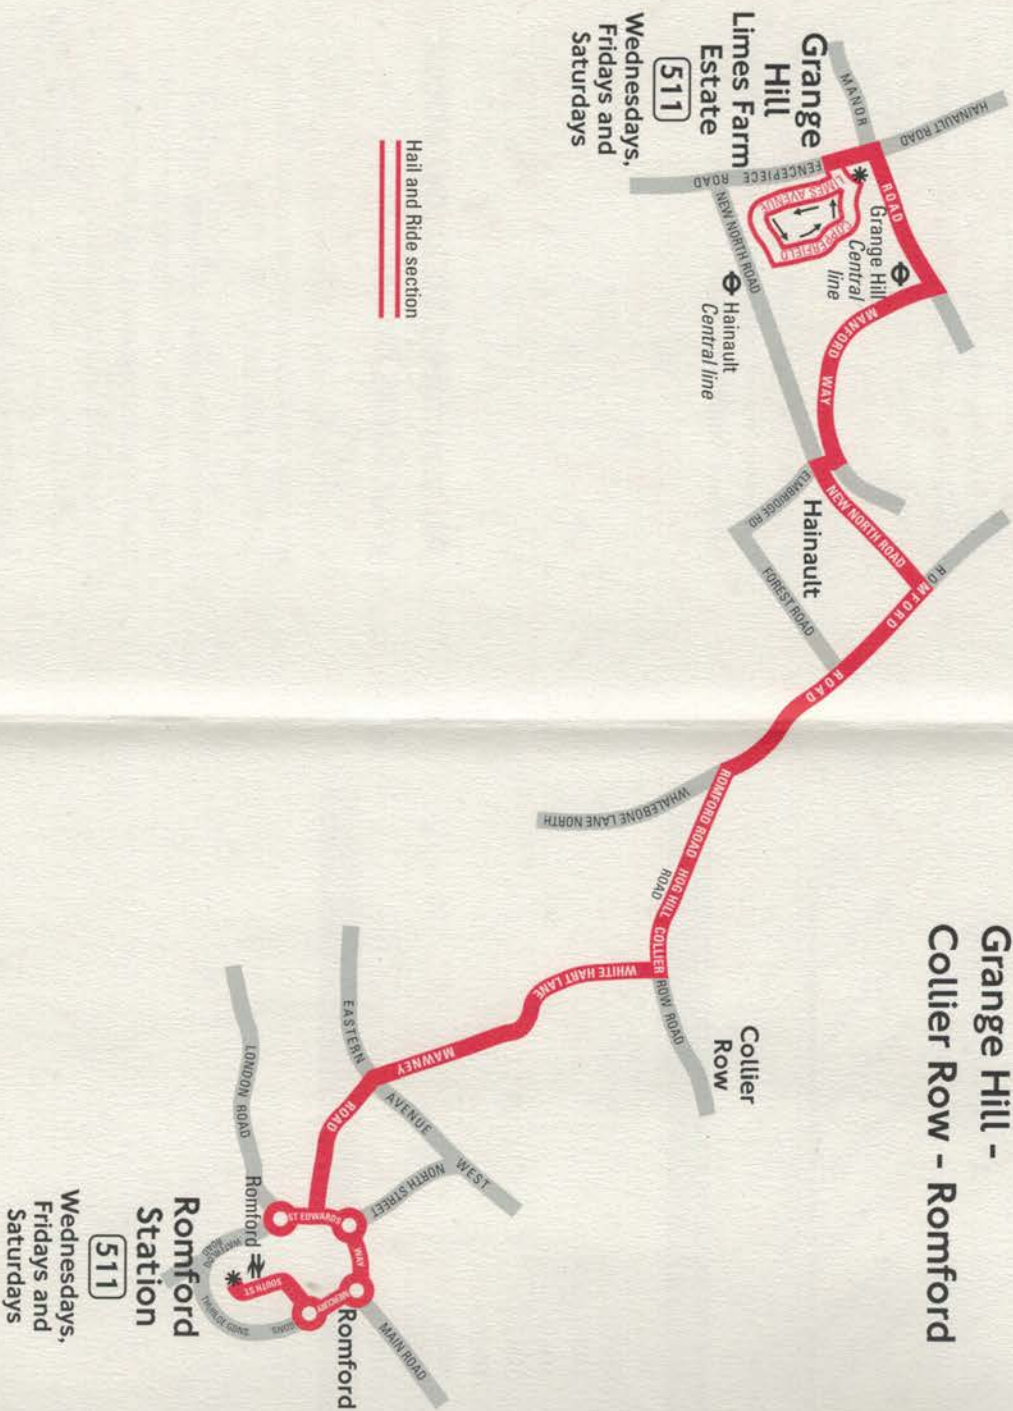 Grange Hill -
Collier Row - Romford
HAINAULT ROAD
MANOR
ROAD
Grange
Hill
Limes Farm
Estate
511
Wednesdays,
Fridays and
Saturdays
FENCEPIECE ROAD
LIMES AVENUE
COPPERFIELD
Grange Hill
Central
line
MANFORD WAY
NEW NORTH ROAD
Hainault
Central line
Hail and Ride section
NEW NORTH ROAD
Hainault
ELMBRIDGE RD
FOREST ROAD
ROMFORD ROAD
WHALEBONE LANE NORTH
ROMFORD ROAD
HOG HILL
ROAD
COLLIER ROW ROAD
Collier
Row
WHITE HART LANE
MAWNEY
ROAD
EASTERN
AVENUE
WEST
NORTH STREET
LONDON ROAD
ST EDWARDS
WAY
MERCURY
MAIN ROAD
Romford
SOUTH ST.
Romford
WATERLOO
ROAD
GDNS
Romford
Station
511
Wednesdays,
Fridays and
Saturdays